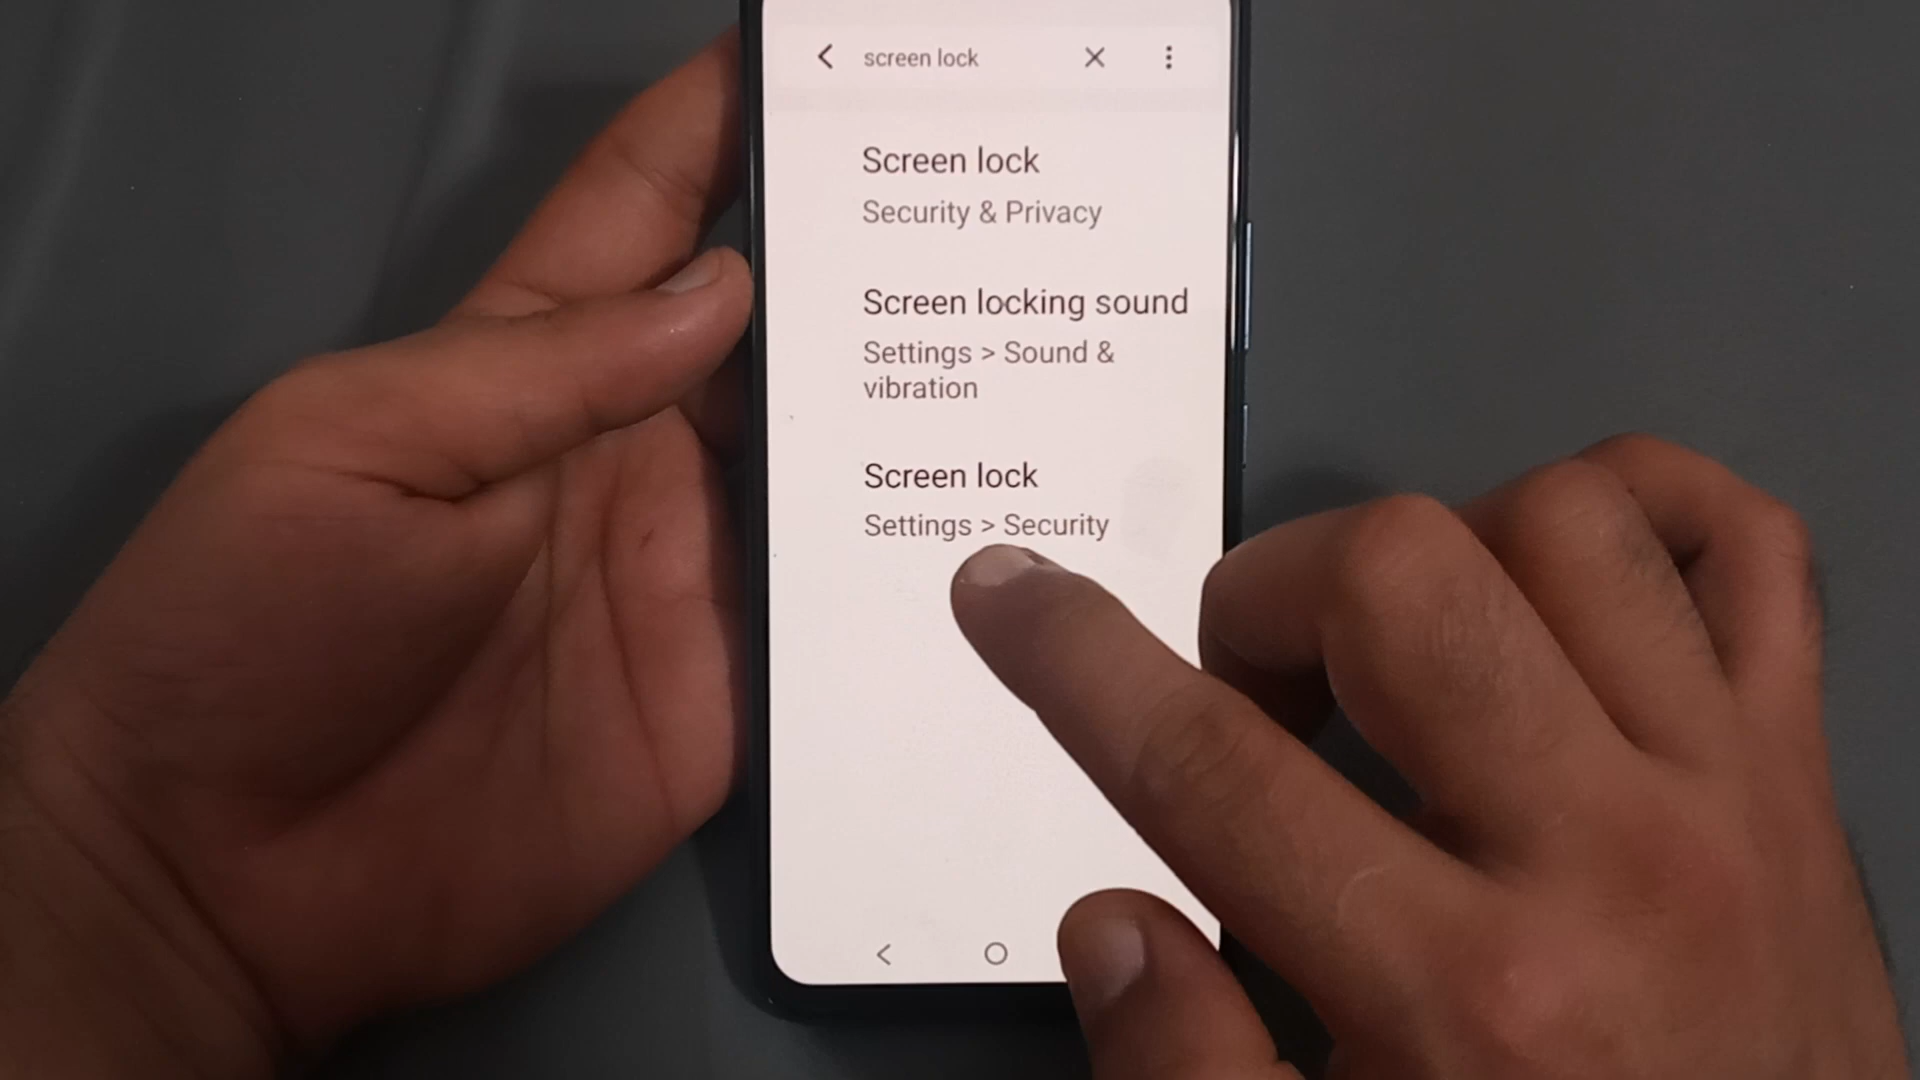 screen lock
Screen lock
Security & Privacy
Screen locking sound
Settings > Sound &
vibration
Screen lock
Settings > Security